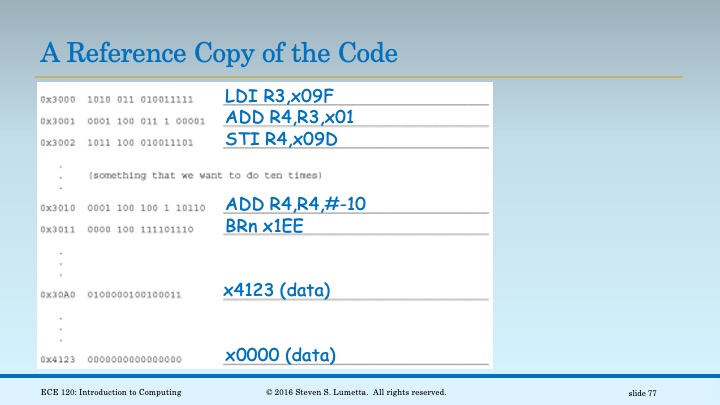 A Reference Copy of the Code
0x3000 1010 011 010011111 LDI R3,x09F
0x3001 0001 100 011 1 00001 ADD R4,R3,x01
0x3002 1011 100 010011101 STI R4,x09D
.
. (something that we want to do ten times)
.
0x3010 0001 100 100 1 10110 ADD R4,R4,#-10
0x3011 0000 100 111101110 BRn x1EE
.
.
.
0x30A0 0100000100100011 x4123 (data)
.
.
.
0x4123 0000000000000000 x0000 (data)
ECE 120: Introduction to Computing © 2016 Steven S. Lumetta. All rights reserved. slide 77